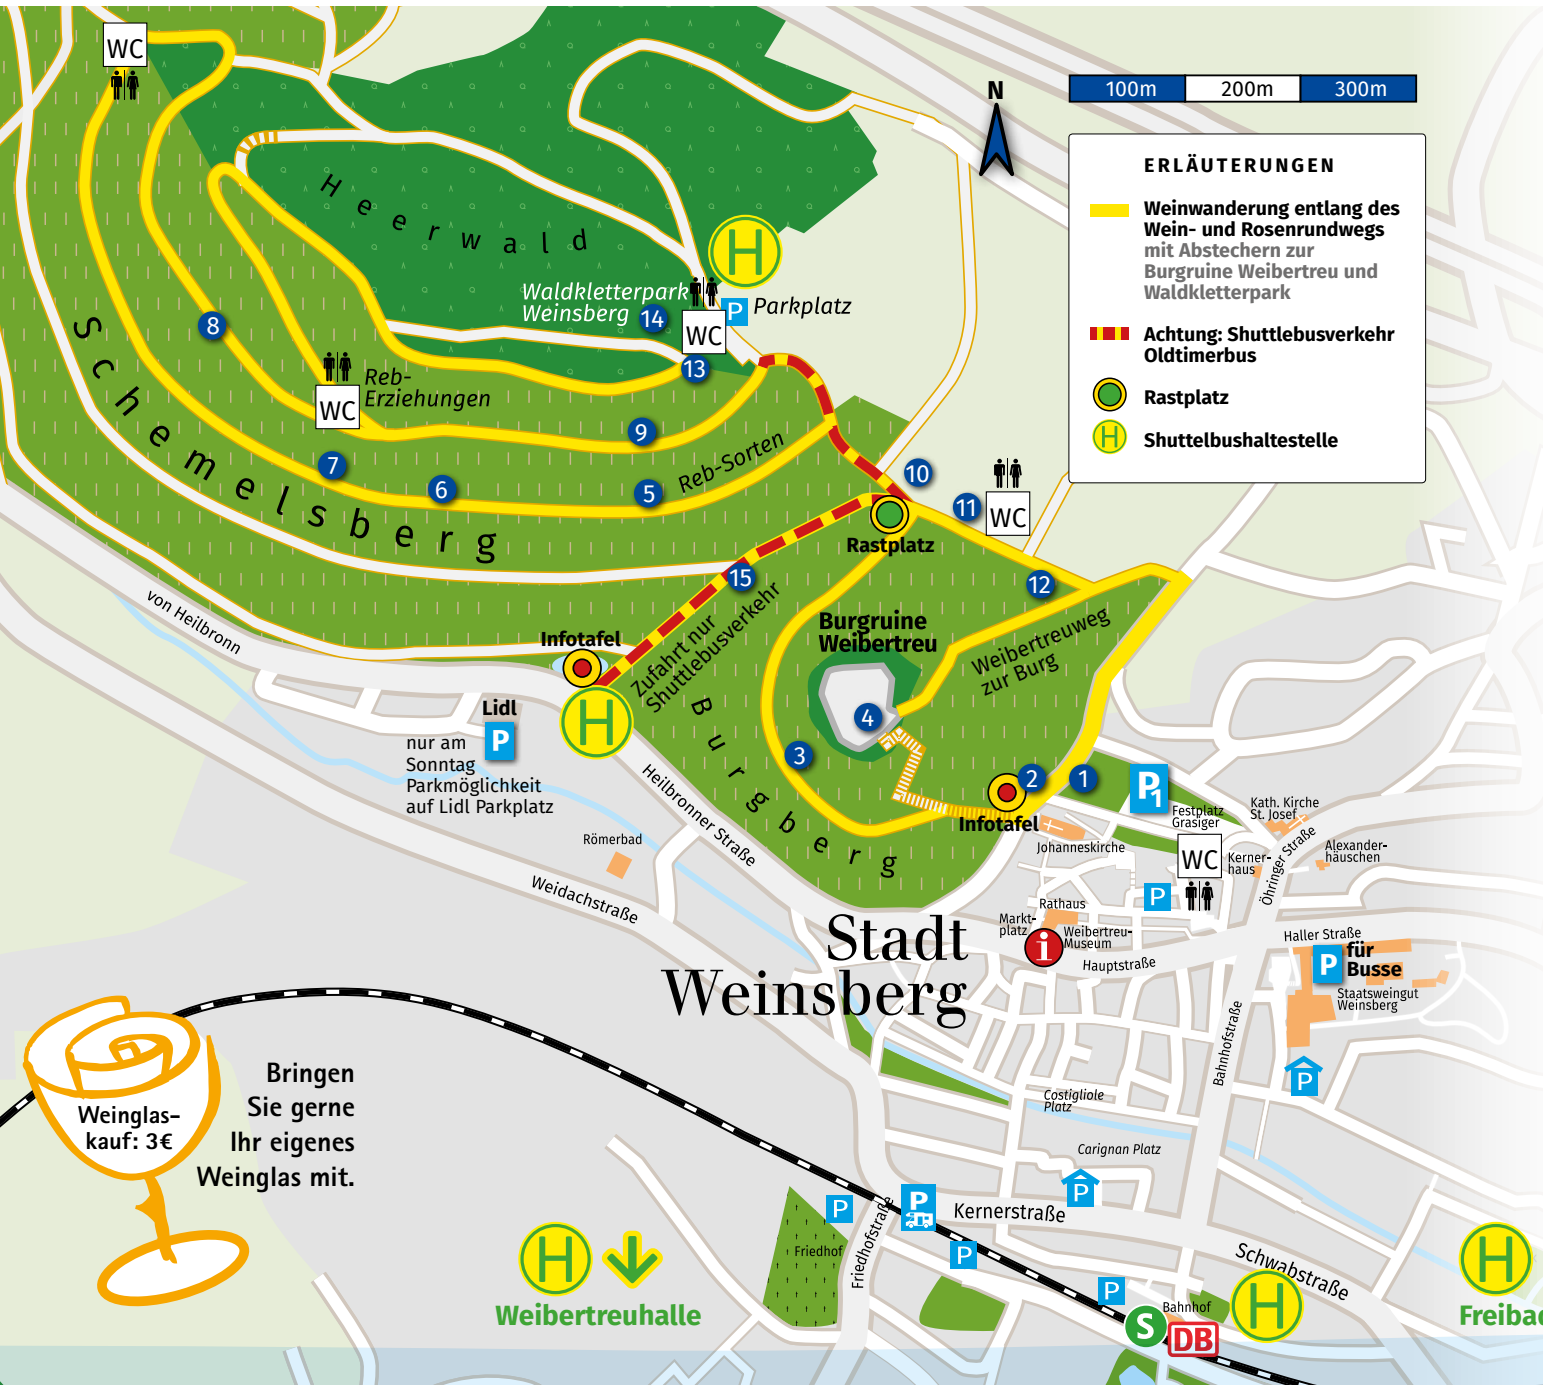 WC
N
100m 200m 300m
ERLÄUTERUNGEN
Weinwanderung entlang des
Wein- und Rosenrundwegs
mit Abstechern zur
Burgruine Weibertreu und
Waldkletterpark
Achtung: Shuttlebusverkehr
Oldtimerbus
Rastplatz
H
Shuttelbushaltestelle
Heerwald
H
Waldkletterpark
Weinsberg
14
WC
P
Parkplatz
13
8
Schemelsberg
WC
Reb-
Erziehungen
9
7
6
5
Reb-Sorten
10
11
WC
Rastplatz
15
12
Burgruine
Weibertreu
Weibertreuweg
zur Burg
von Heilbronn
Infotafel
Zufahrt nur
Shuttlebusverkehr
H
Burgberg
4
3
2
1
Infotafel
Lidl
P
nur am
Sonntag
Parkmöglichkeit
auf Lidl Parkplatz
Heilbronner Straße
Römerbad
Weidachstraße
P1
Festplatz
Grasiger
Kath. Kirche
St. Josef
Johanneskirche
WC
Kerner-
haus
Öhringer Straße
Alexander-
häuschen
P
Rathaus
Markt-
platz
i
Weibertreu-
Museum
Hauptstraße
Haller Straße
P
für
Busse
Staatsweingut
Weinsberg
Stadt
Weinsberg
Bahnhofstraße
P
Costigliole
Platz
Carignan Platz
P
Weinglas-
kauf: 3€
Bringen
Sie gerne
Ihr eigenes
Weinglas mit.
P
P
Kernerstraße
Friedhof
Friedhofstraße
P
Schwabstraße
P
Bahnhof
S
DB
H
H
Weibertreuhalle
H
Freibad